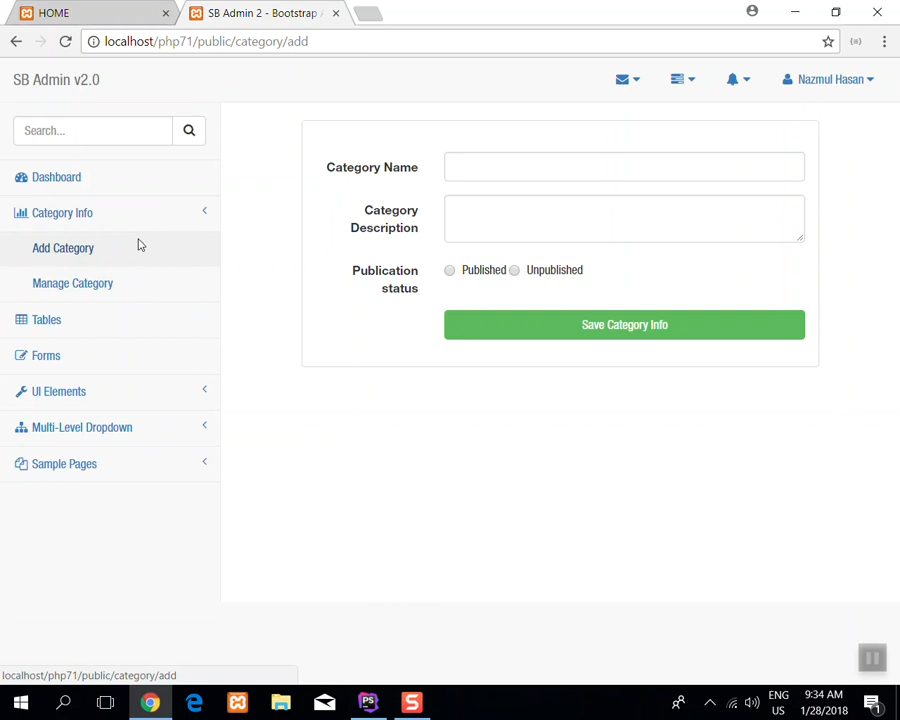 HOME
SB Admin 2 - Bootstrap
localhost/php71/public/category/add
SB Admin v2.0
Nazmul Hasan
Search...
Dashboard
Category Info
Add Category
Manage Category
Tables
Forms
UI Elements
Multi-Level Dropdown
Sample Pages
Category Name
Category
Description
Publication
status
Published
Unpublished
Save Category Info
localhost/php71/public/category/add
PS
S
ENG
US
9:34 AM
1/28/2018
1